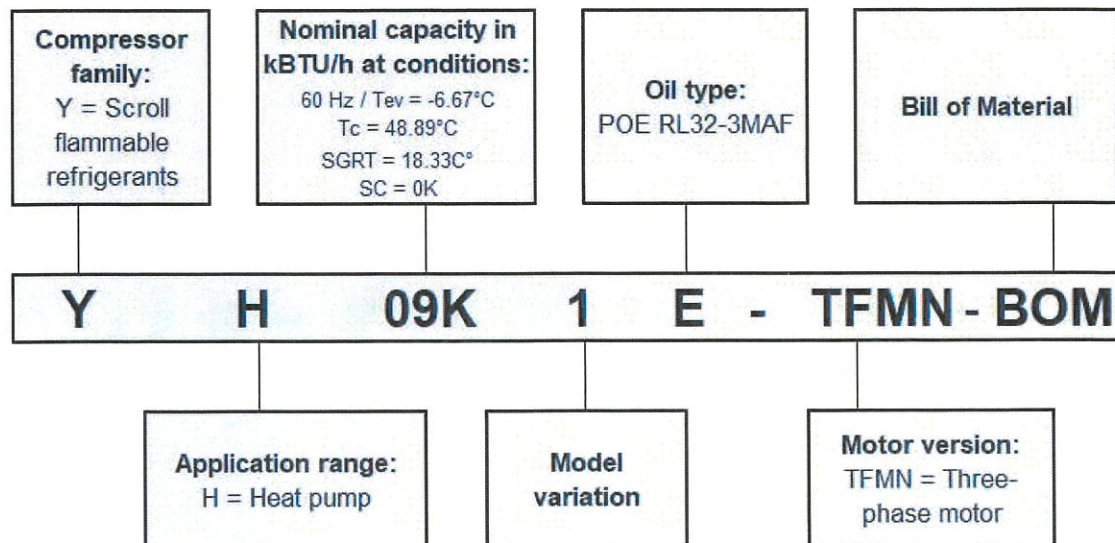 Compressor
family:
Y = Scroll
flammable
refrigerants
Nominal capacity in
kBTU/h at conditions:
60 Hz / Tev = -6.67°C
Tc = 48.89°C
SGRT = 18.33C°
SC = 0K
Oil type:
POE RL32-3MAF
Bill of Material
Y H 09K 1 E - TFMN - BOM
Application range:
H = Heat pump
Model
variation
Motor version:
TFMN = Three-
phase motor